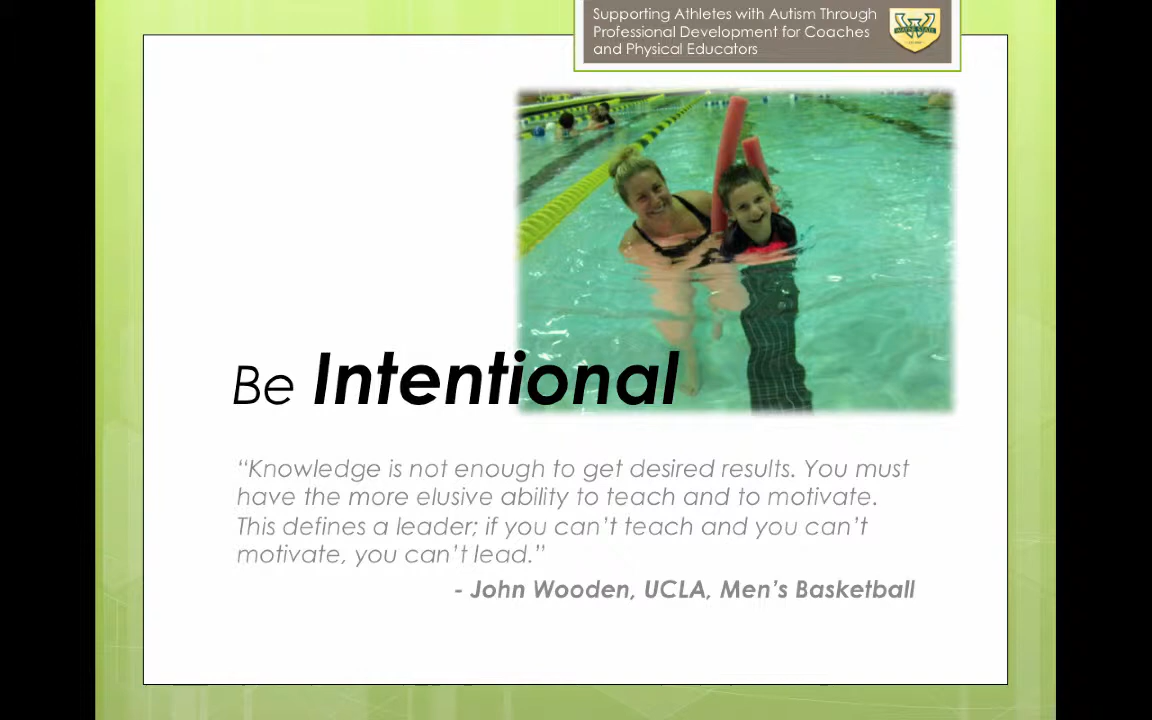 Supporting Athletes with Autism Through
Professional Development for Coaches
and Physical Educators
WAYNE STATE
Be Intentional
“Knowledge is not enough to get desired results. You must
have the more elusive ability to teach and to motivate.
This defines a leader; if you can’t teach and you can’t
motivate, you can’t lead.”
- John Wooden, UCLA, Men’s Basketball